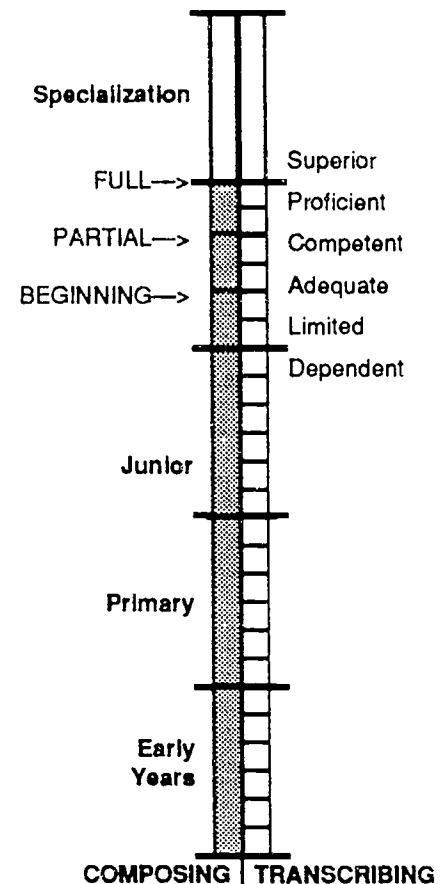 Specialization
Superior
FULL—>
Proficient
PARTIAL—>
Competent
Adequate
BEGINNING—>
Limited
Dependent
Junior
Primary
Early
Years
COMPOSING TRANSCRIBING